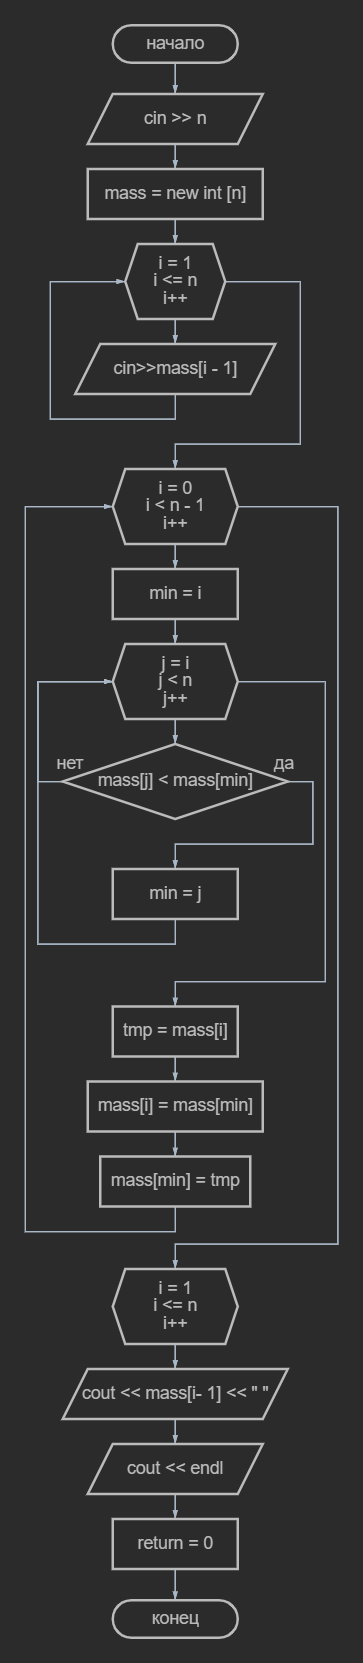 начало
cin >> n
mass = new int [n]
i = 1
i <= n
i++
cin>>mass[i - 1]
i = 0
i < n - 1
i++
min = i
j = i
j < n
j++
нет
да
mass[j] < mass[min]
min = j
tmp = mass[i]
mass[i] = mass[min]
mass[min] = tmp
i = 1
i <= n
i++
cout << mass[i- 1] << " "
cout << endl
return = 0
конец